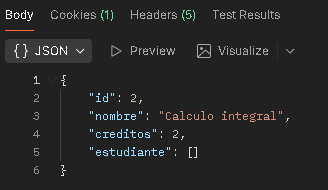 Body Cookies (1) Headers (5) Test Results
{} JSON Preview Visualize
1 {
2 "id": 2,
3 "nombre": "Calculo integral",
4 "creditos": 2,
5 "estudiante": []
6 }